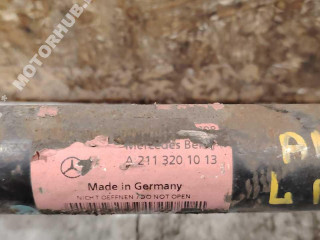 MOTORHUB.
Mercedes Benz
A 211 320 10 13
Made in Germany
NICHT ÖFFNEN / DO NOT OPEN